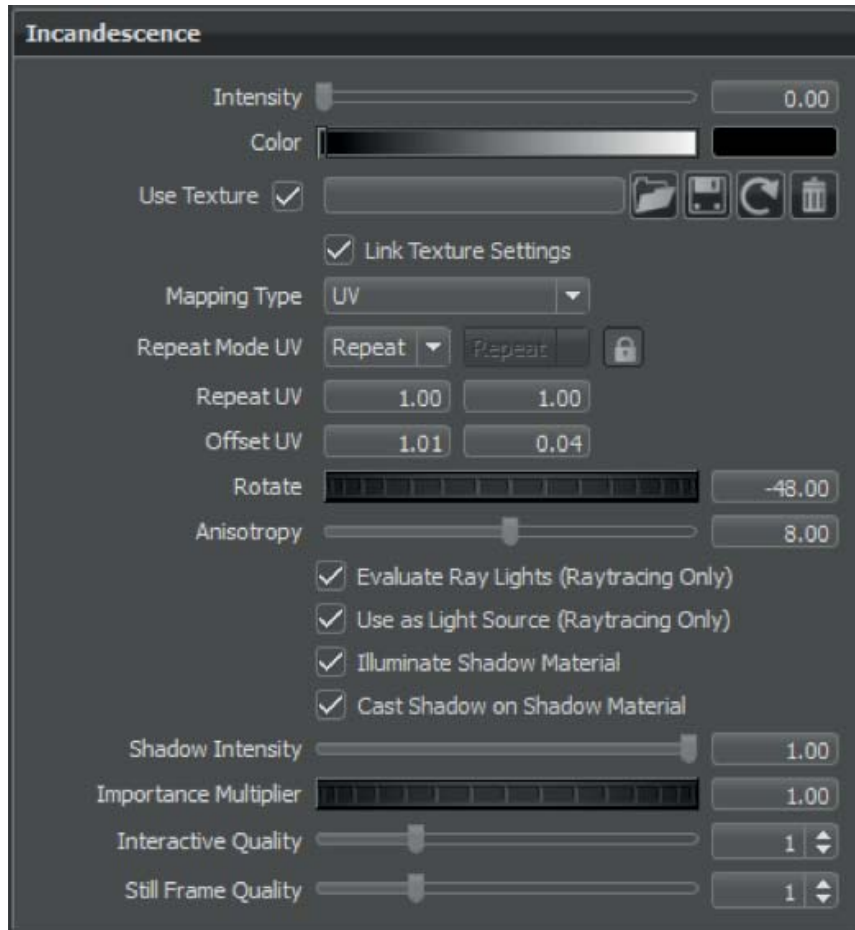 Incandescence
Intensity 0.00
Color
Use Texture
Link Texture Settings
Mapping Type UV
Repeat Mode UV Repeat Repeat
Repeat UV 1.00 1.00
Offset UV 1.01 0.04
Rotate -48.00
Anisotropy 8.00
Evaluate Ray Lights (Raytracing Only)
Use as Light Source (Raytracing Only)
Illuminate Shadow Material
Cast Shadow on Shadow Material
Shadow Intensity 1.00
Importance Multiplier 1.00
Interactive Quality 1
Still Frame Quality 1